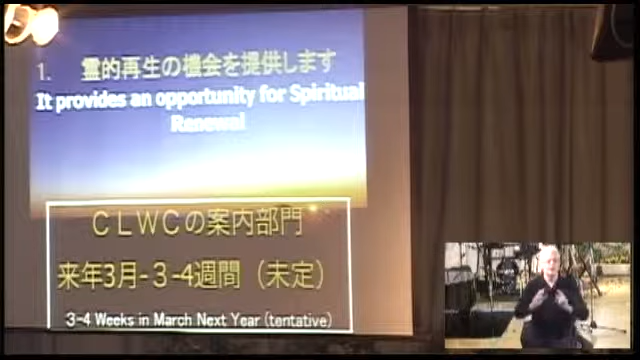 1. 霊的再生の機会を提供します
It provides an opportunity for Spiritual
Renewal
CLWCの案内部門
来年3月-3-4週間(未定)
3-4 Weeks in March Next Year (tentative)